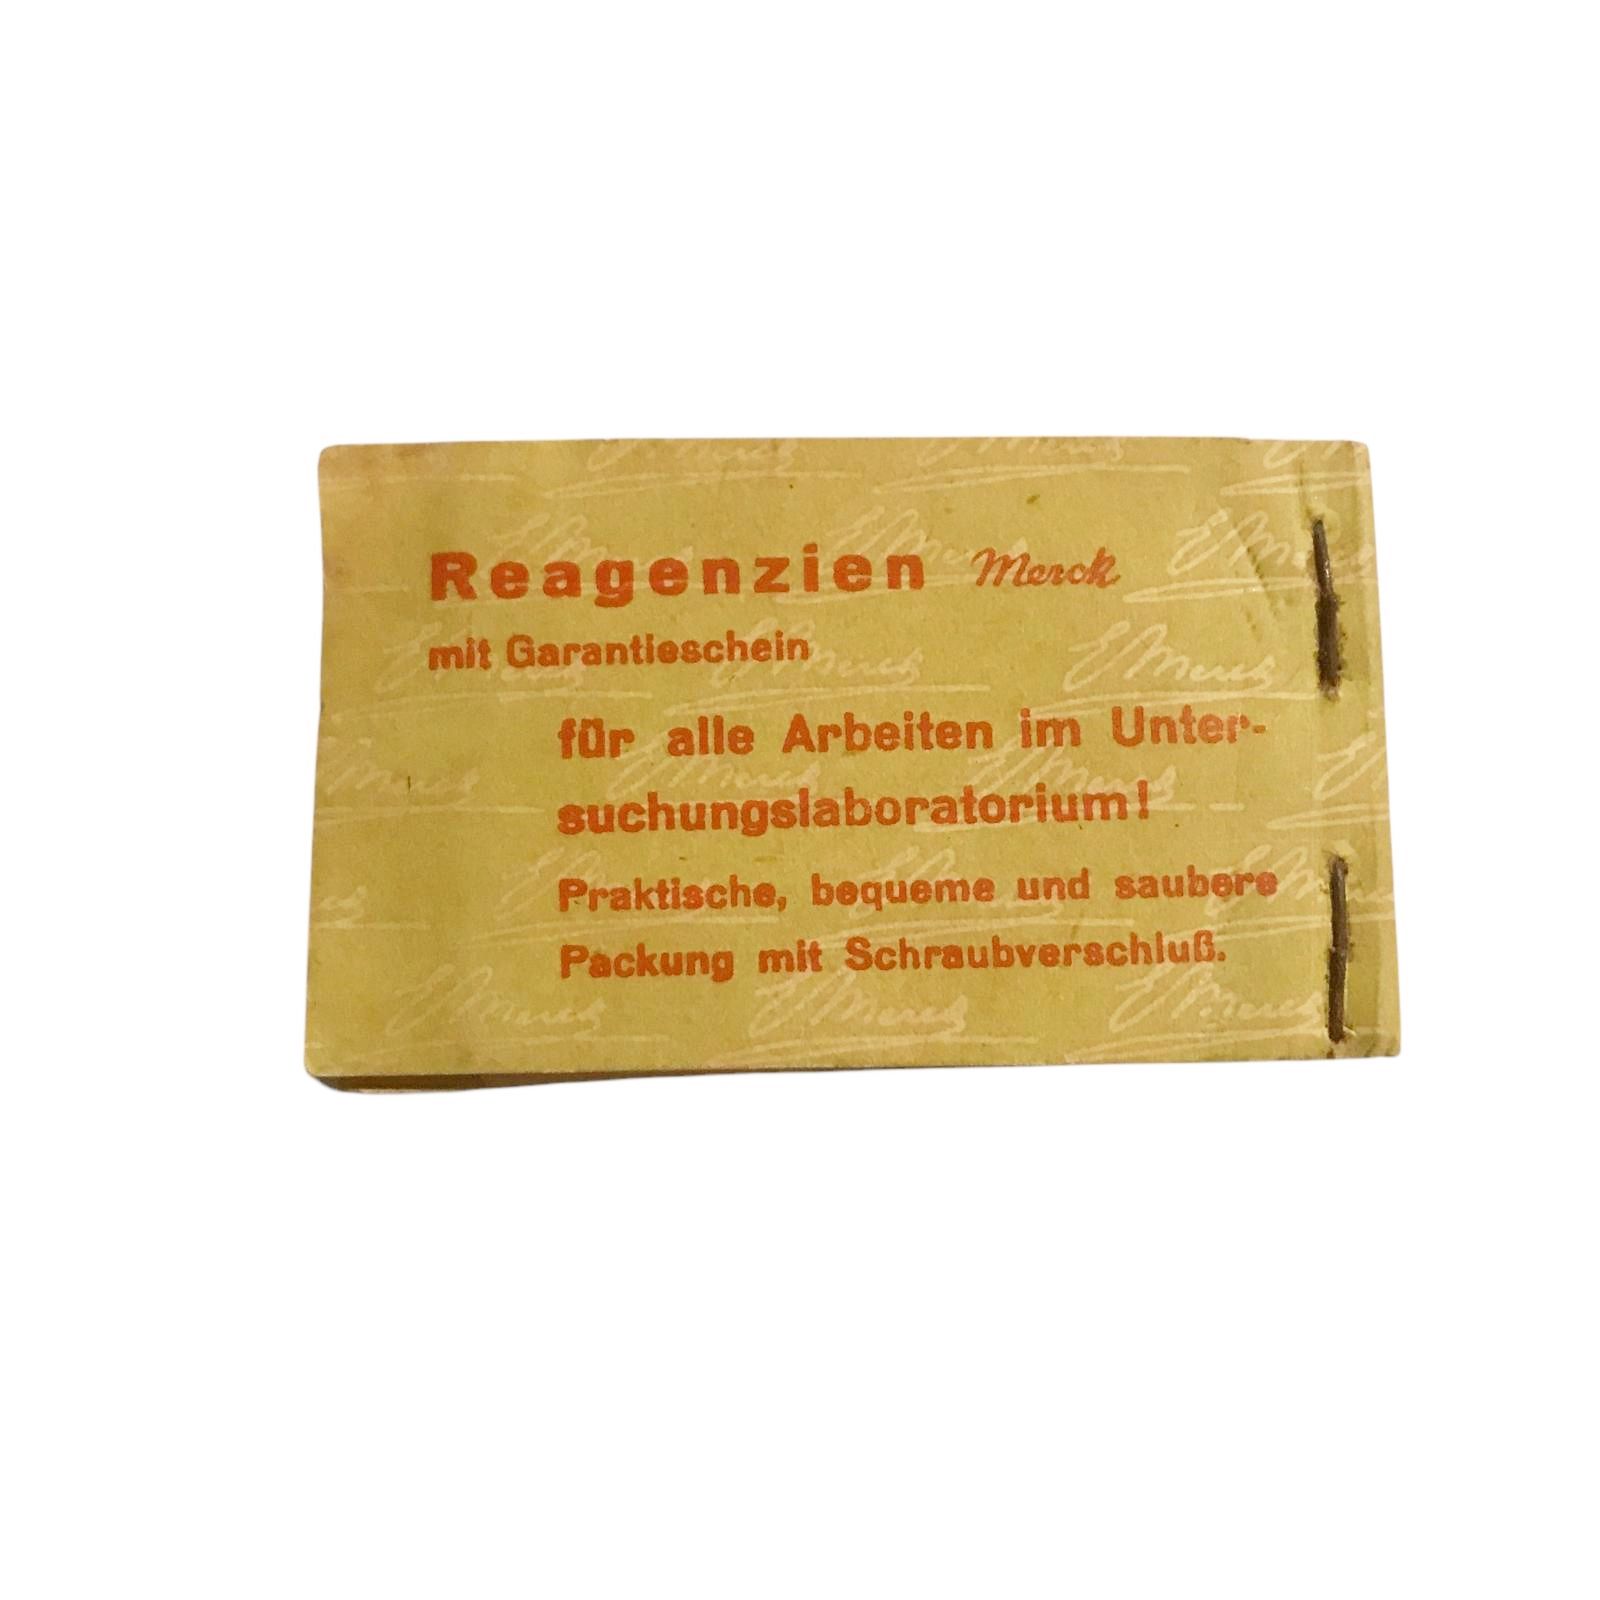 Reagenzien Merck
mit Garantieschein
für alle Arbeiten im Unter-
suchungslaboratorium!
Praktische, bequeme und saubere
Packung mit Schraubverschluß.